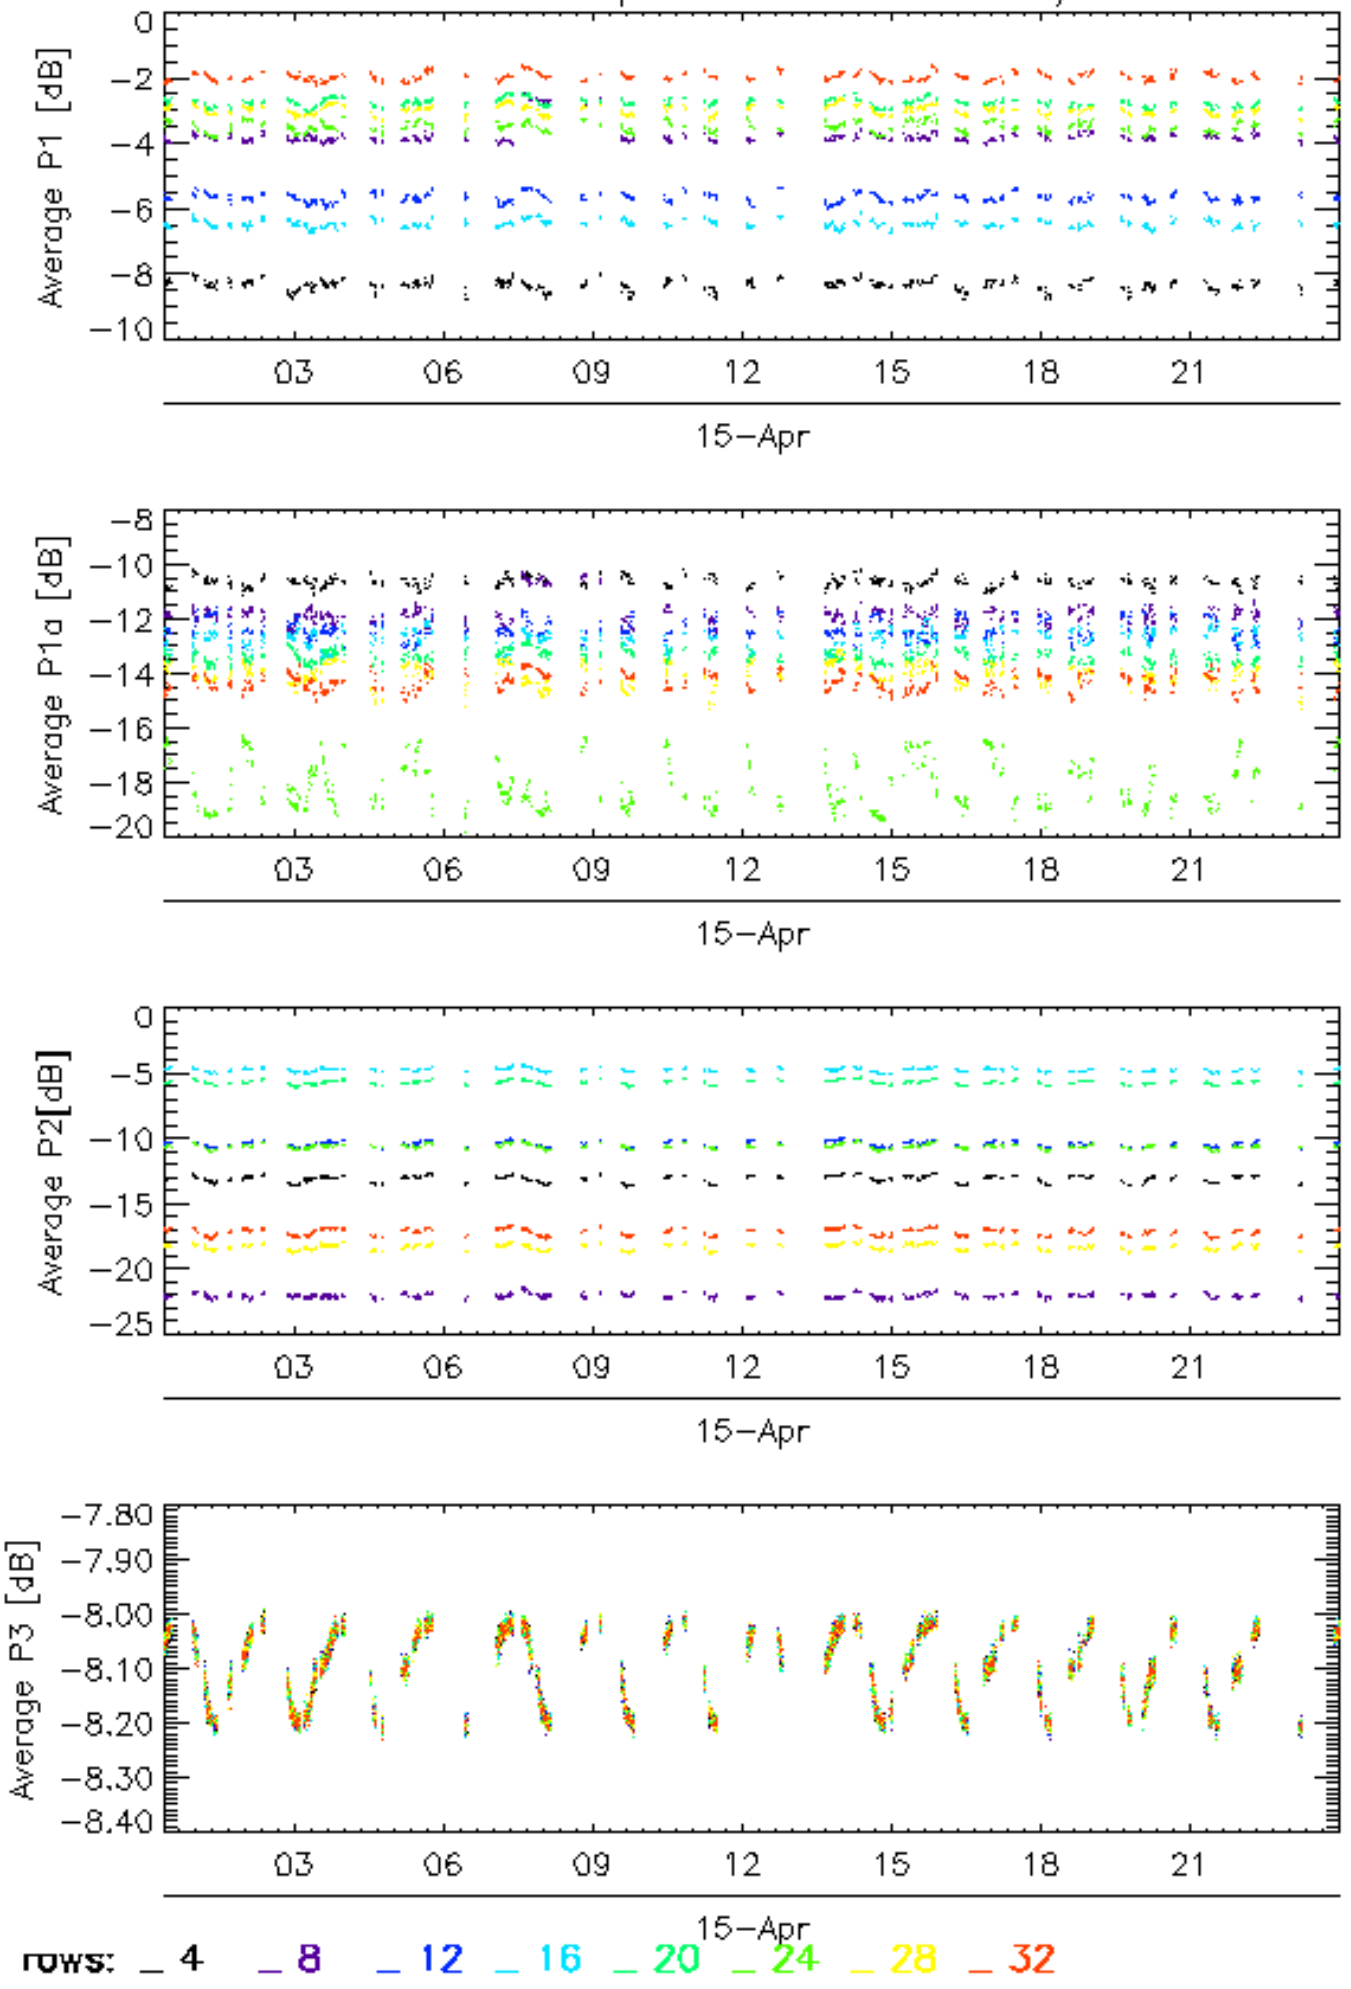 0
−2
−4
−6
−8
−10
Average P1 [dB]
03 06 09 12 15 18 21
15−Apr
−8
−10
−12
−14
−16
−18
−20
Average P1a [dB]
03 06 09 12 15 18 21
15−Apr
0
−5
−10
−15
−20
−25
Average P2[dB]
03 06 09 12 15 18 21
15−Apr
−7.80
−7.90
−8.00
−8.10
−8.20
−8.30
−8.40
Average P3 [dB]
03 06 09 12 15 18 21
15−Apr
rows: _ 4 _ 8 _ 12 _ 16 _ 20 _ 24 _ 28 _ 32